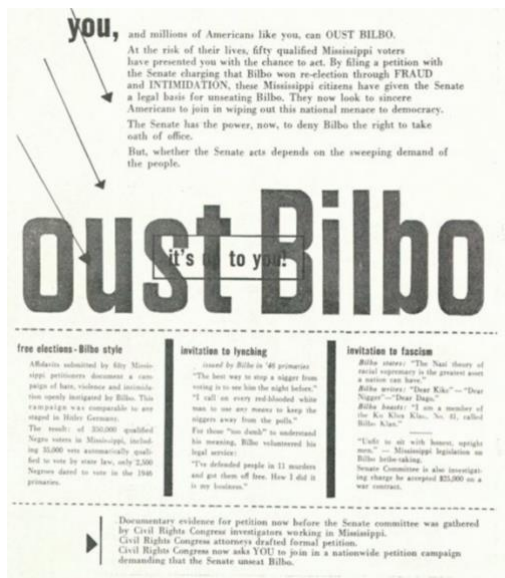 you, and millions of Americans like you, can OUST BILBO.
At the risk of their lives, fifty qualified Mississippi voters
have presented you with the chance to act. By filing a petition with
the Senate charging that Bilbo won re-election through FRAUD
and INTIMIDATION, these Mississippi citizens have given the Senate
a legal basis for unseating Bilbo. They now look to sincere
Americans to join in wiping out this national menace to democracy.
The Senate has the power, now, to deny Bilbo the right to take
oath of office.
But, whether the Senate acts depends on the sweeping demand of
the people.
oust Bilbo
it's up to you!
free elections-Bilbo style
Affidavits submitted by fifty Missis-
sippi petitioners document a cam-
paign of hate, violence and intimida-
tion openly instigated by Bilbo. This
campaign was comparable to any
staged in Hitler Germany.
The result: of 350,000 qualified
Negro voters in Mississippi, includ-
ing 35,000 vets automatically quali-
fied to vote by state law, only 2,500
Negroes dared to vote in the 1946
primaries.
invitation to lynching
issued by Bilbo in '46 primaries
"The best way to stop a nigger from
voting is to see him the night before."
"I call on every red-blooded white
man to use any means to keep the
niggers away from the polls."
For those "too dumb" to understand
his meaning, Bilbo volunteered his
legal service:
"I've defended people in 11 murders
and got them off free. How I did it
is my business."
invitation to fascism
Bilbo states: "The Nazi theory of
racial supremacy is the greatest asset
a nation can have."
Bilbo writes: "Dear Kike"—"Dear
Nigger"—"Dear Dago."
Bilbo boasts: "I am a member of
the Ku Klux Klan, No. 41, called
Bilbo Klan."
"Unfit to sit with honest, upright
men." — Mississippi legislature on
Bilbo bribe-taking.
Senate Committee is also investigat-
ing charge he accepted $25,000 on a
war contract.
Documentary evidence for petition now before the Senate committee was gathered
by Civil Rights Congress investigators working in Mississippi.
Civil Rights Congress attorneys drafted formal petition.
Civil Rights Congress now asks YOU to join in a nationwide petition campaign
demanding that the Senate unseat Bilbo.